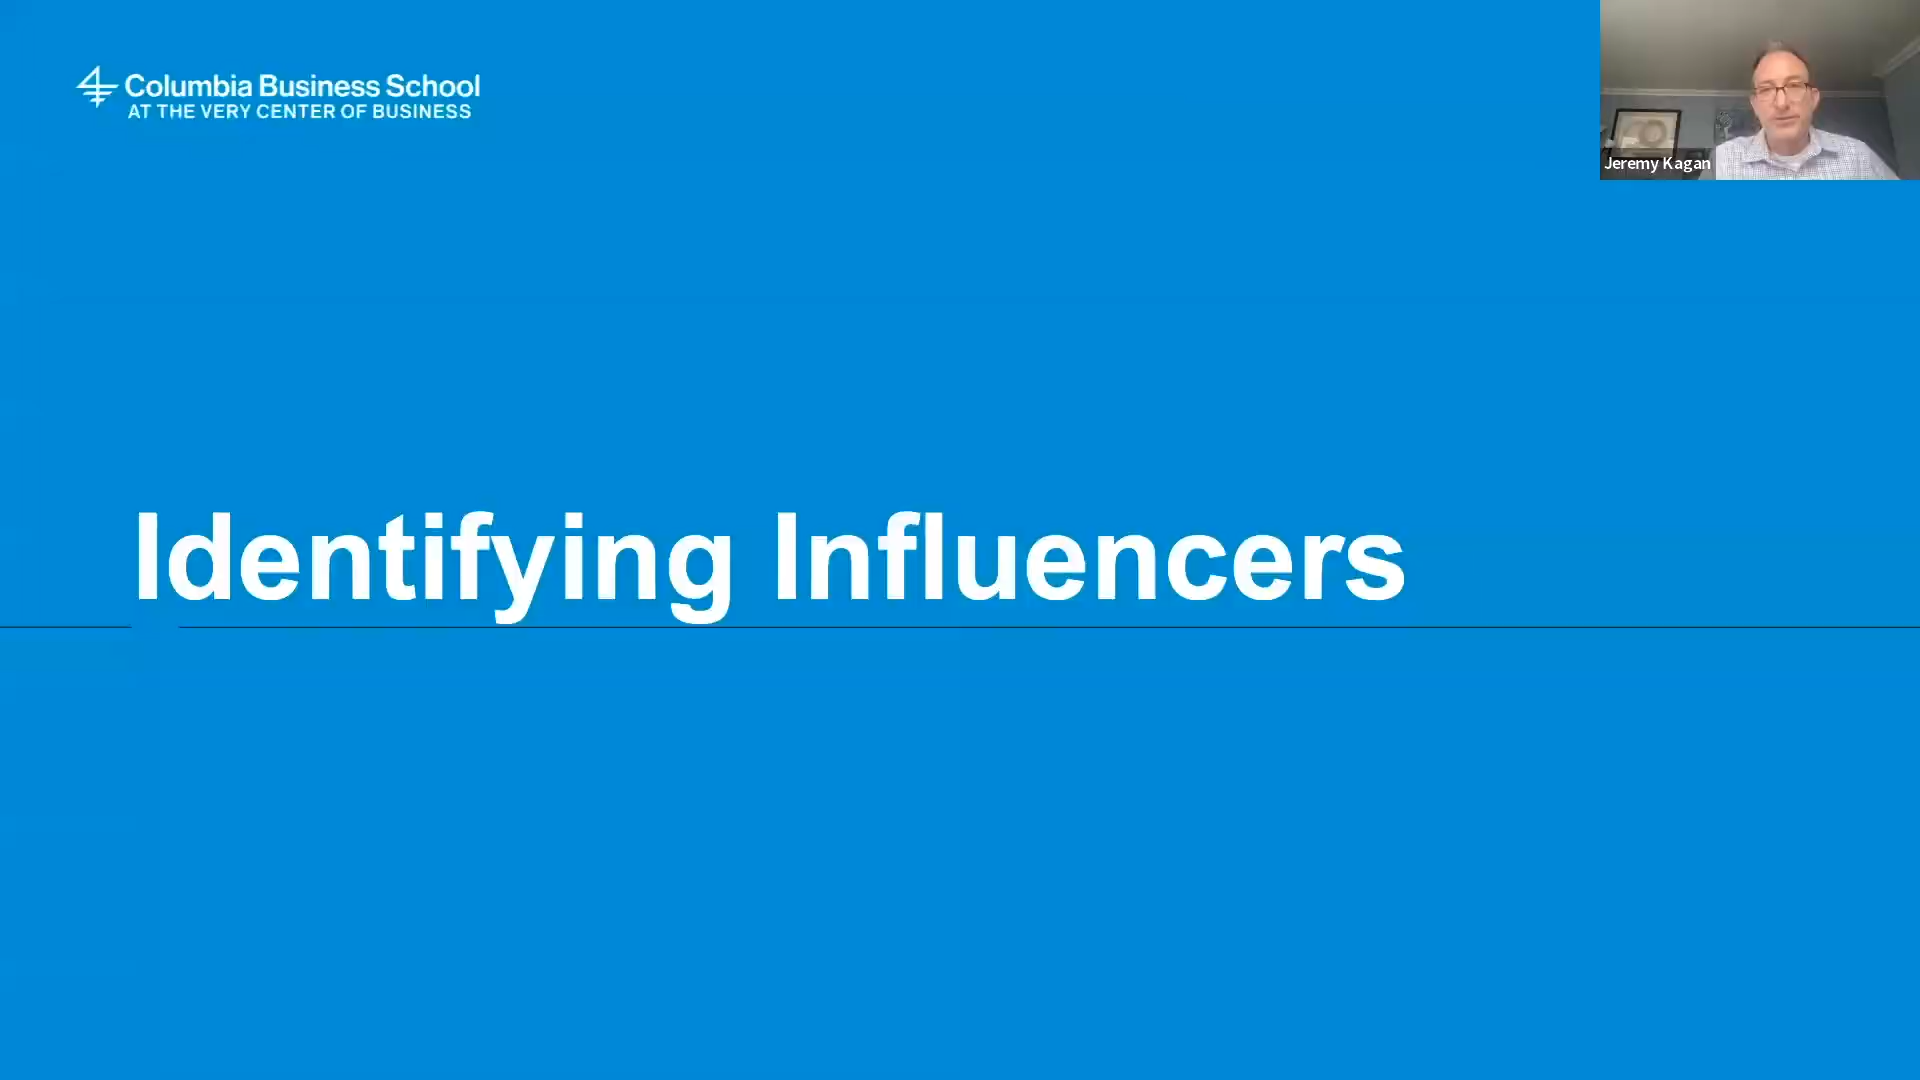 Columbia Business School
AT THE VERY CENTER OF BUSINESS
Jeremy Kagan
Identifying Influencers